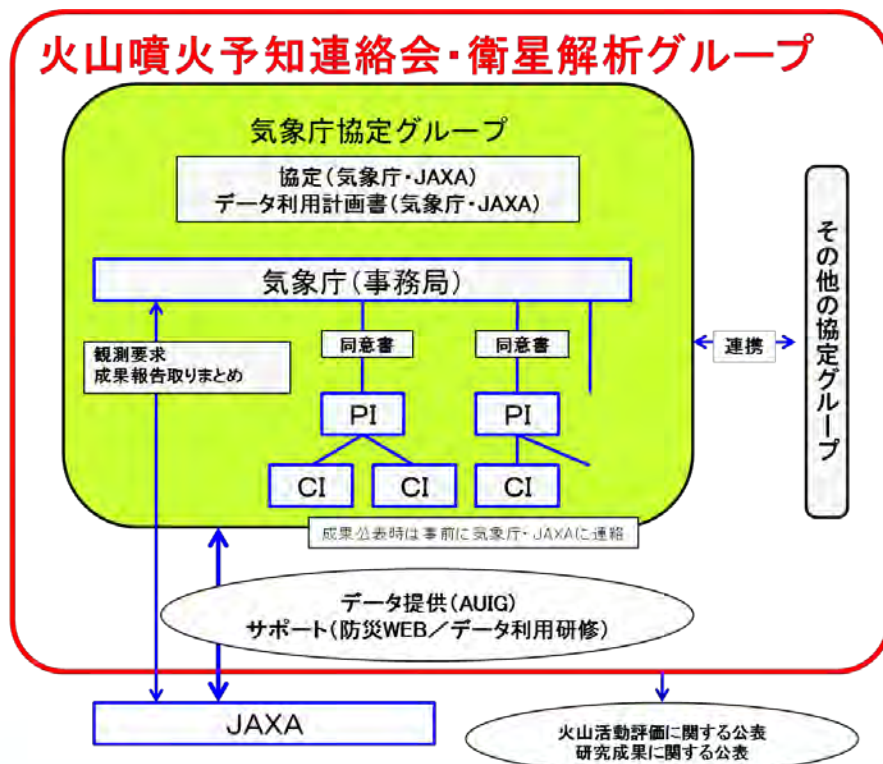 火山噴火予知連絡会・衛星解析グループ
気象庁協定グループ
協定(気象庁・JAXA)
データ利用計画書(気象庁・JAXA)
気象庁(事務局)
観測要求
成果報告取りまとめ
同意書
同意書
PI
PI
CI
CI
CI
成果公表時は事前に気象庁・JAXAに連絡
連携
その他の協定グループ
データ提供(AUIG)
サポート(防災WEB/データ利用研修)
JAXA
火山活動評価に関する公表
研究成果に関する公表